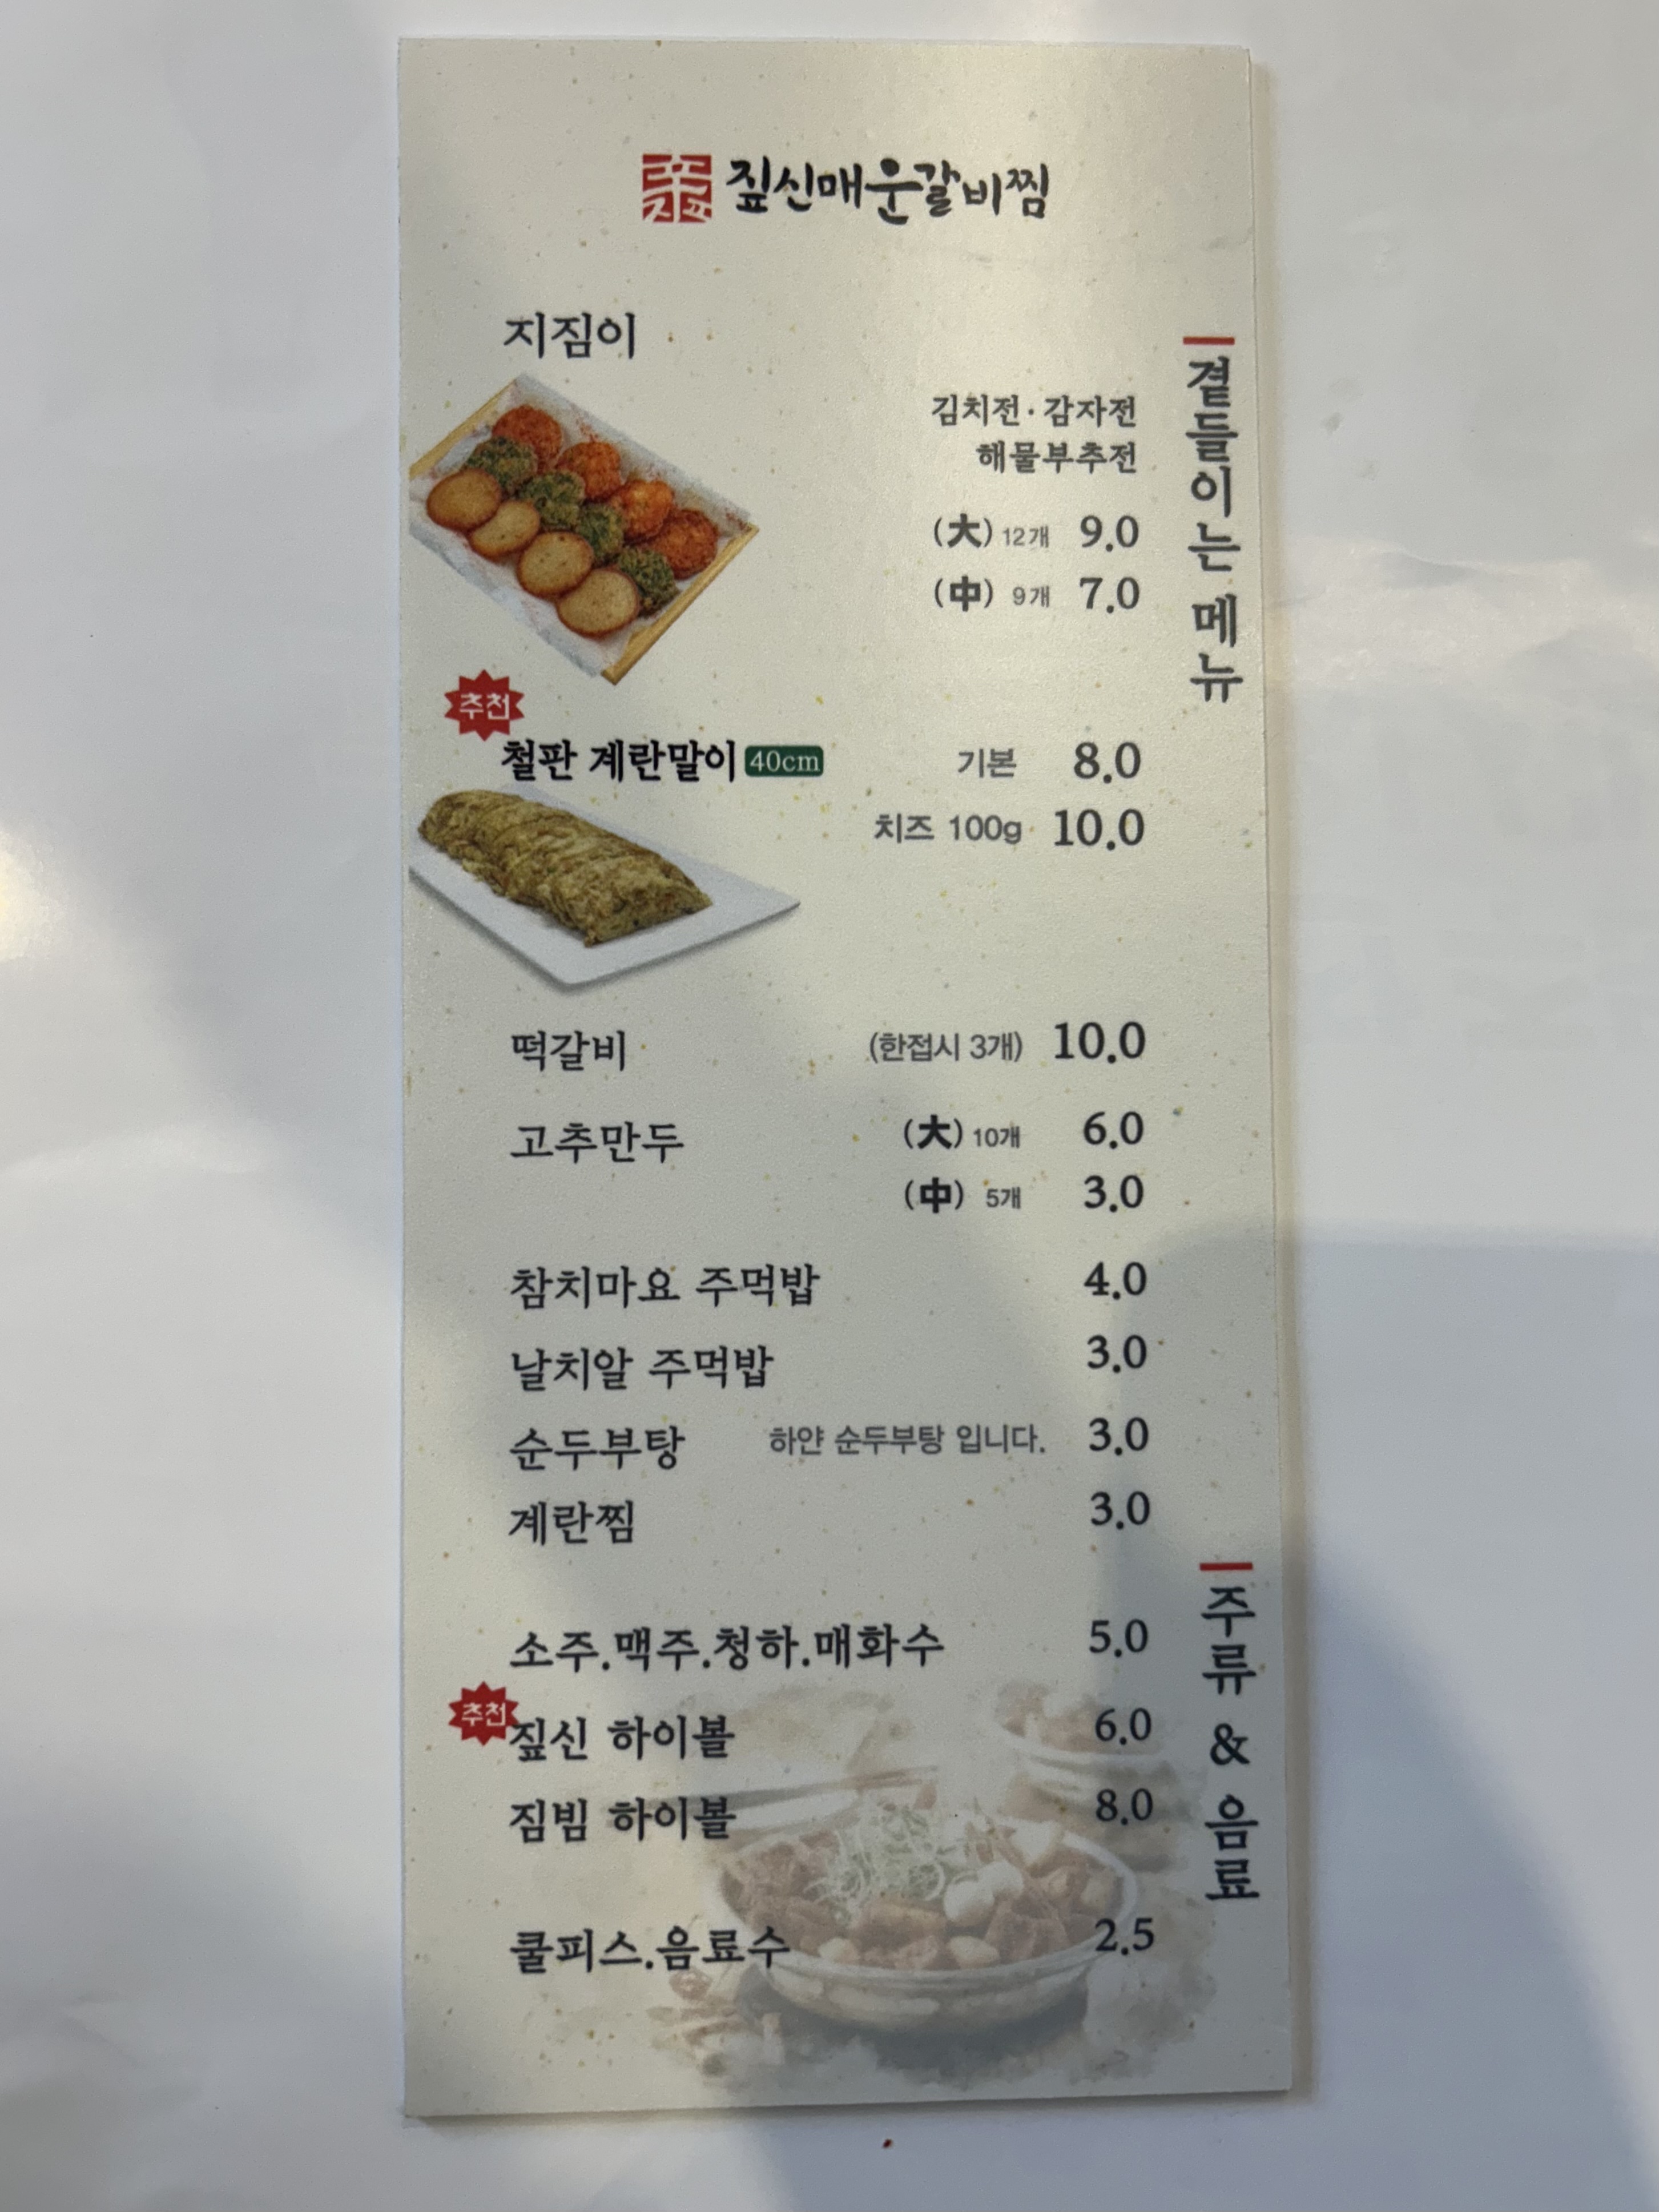 짚신매운갈비찜
곁들이는 메뉴
지짐이
김치전·감자전
해물부추전
(大) 12개 9.0
(中) 9개 7.0
추천
철판 계란말이 40cm 기본 8.0
치즈 100g 10.0
떡갈비 (한접시 3개) 10.0
고추만두 (大) 10개 6.0
(中) 5개 3.0
참치마요 주먹밥 4.0
날치알 주먹밥 3.0
순두부탕 하얀 순두부탕 입니다. 3.0
계란찜 3.0
주류 & 음료
소주.맥주.청하.매화수 5.0
추천
짚신 하이볼 6.0
짐빔 하이볼 8.0
쿨피스.음료수 2.5